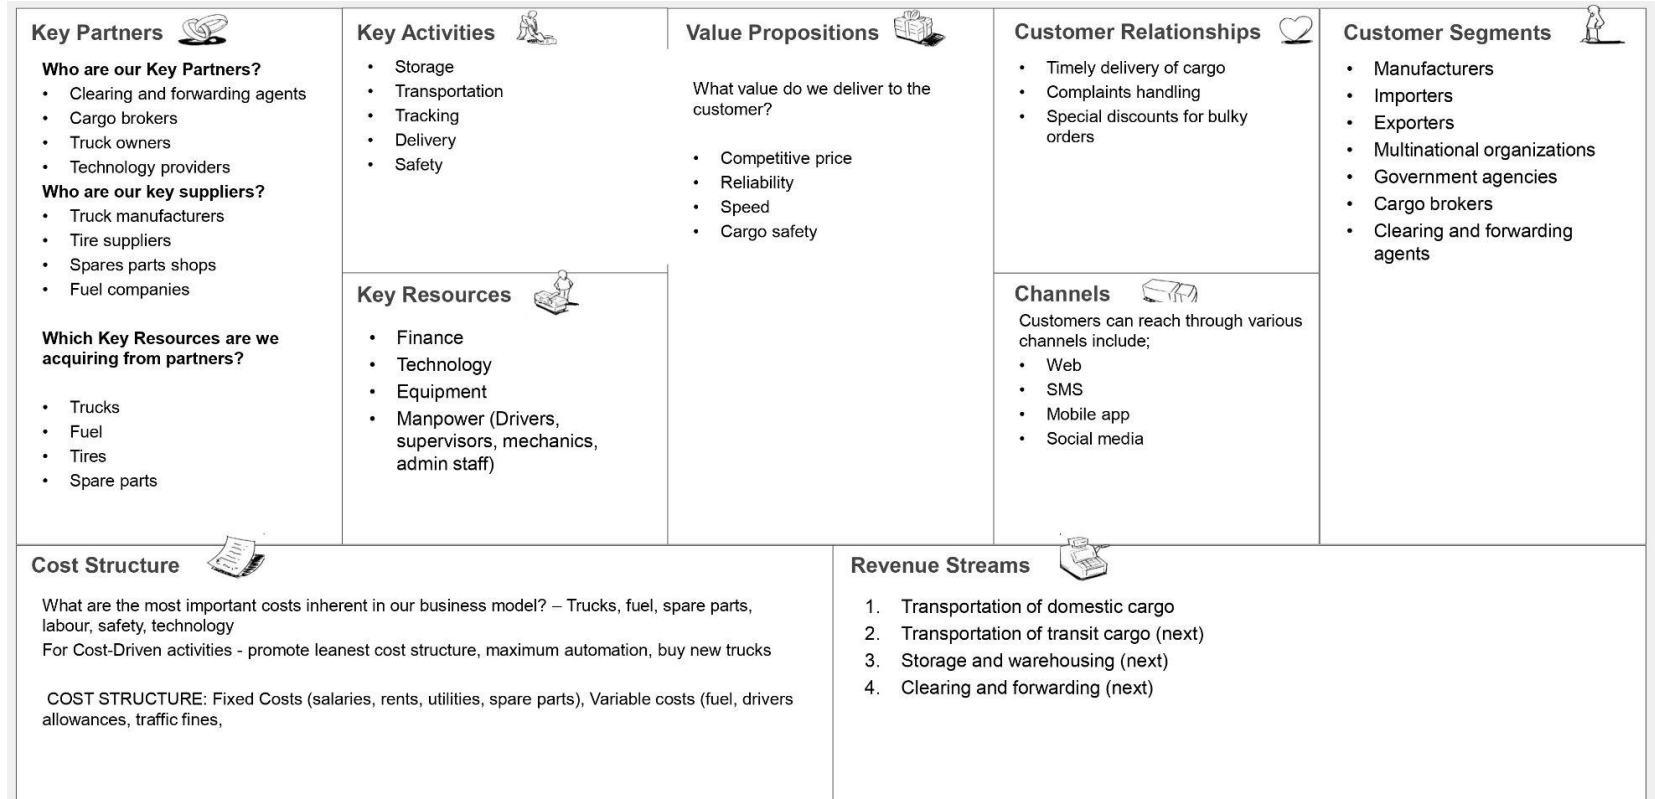 Key Partners
Who are our Key Partners?
• Clearing and forwarding agents
• Cargo brokers
• Truck owners
• Technology providers
Who are our key suppliers?
• Truck manufacturers
• Tire suppliers
• Spares parts shops
• Fuel companies
Which Key Resources are we
acquiring from partners?
• Trucks
• Fuel
• Tires
• Spare parts
Key Activities
• Storage
• Transportation
• Tracking
• Delivery
• Safety
Key Resources
• Finance
• Technology
• Equipment
• Manpower (Drivers,
supervisors, mechanics,
admin staff)
Value Propositions
What value do we deliver to the
customer?
• Competitive price
• Reliability
• Speed
• Cargo safety
Customer Relationships
• Timely delivery of cargo
• Complaints handling
• Special discounts for bulky
orders
Channels
Customers can reach through various
channels include;
• Web
• SMS
• Mobile app
• Social media
Customer Segments
• Manufacturers
• Importers
• Exporters
• Multinational organizations
• Government agencies
• Cargo brokers
• Clearing and forwarding
agents
Cost Structure
What are the most important costs inherent in our business model? – Trucks, fuel, spare parts,
labour, safety, technology
For Cost-Driven activities - promote leanest cost structure, maximum automation, buy new trucks
COST STRUCTURE: Fixed Costs (salaries, rents, utilities, spare parts), Variable costs (fuel, drivers
allowances, traffic fines,
Revenue Streams
1. Transportation of domestic cargo
2. Transportation of transit cargo (next)
3. Storage and warehousing (next)
4. Clearing and forwarding (next)